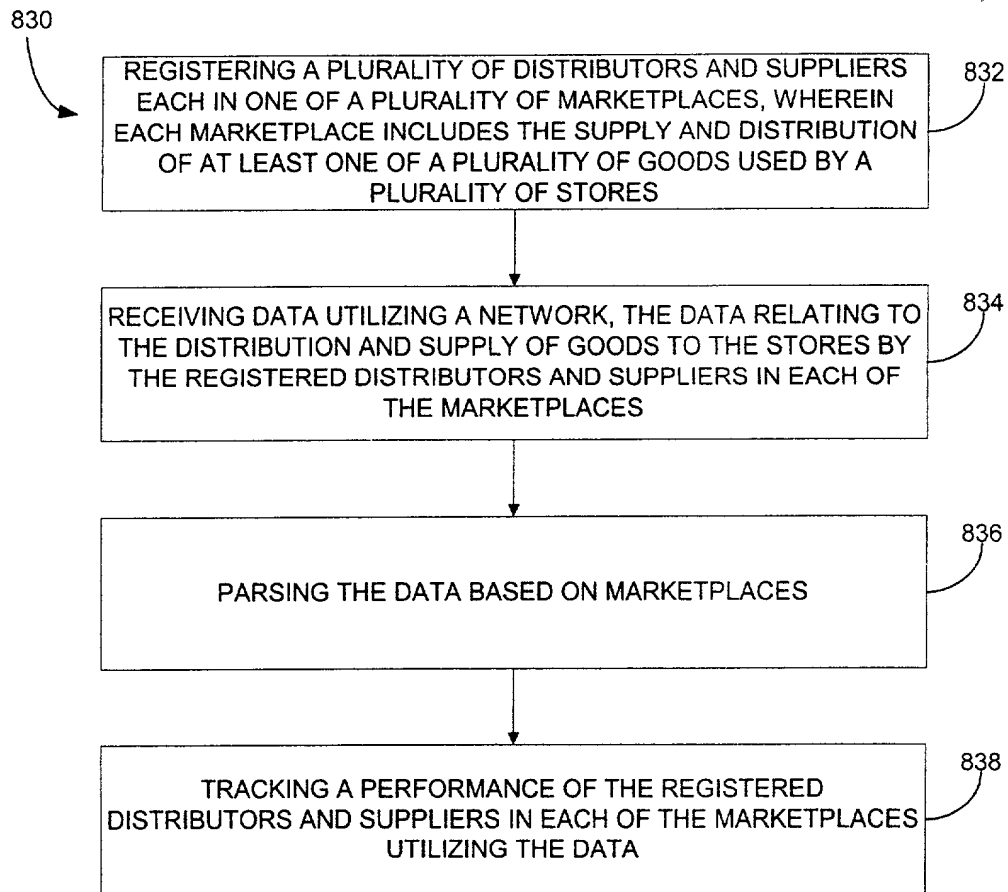 830
REGISTERING A PLURALITY OF DISTRIBUTORS AND SUPPLIERS
EACH IN ONE OF A PLURALITY OF MARKETPLACES, WHEREIN
EACH MARKETPLACE INCLUDES THE SUPPLY AND DISTRIBUTION
OF AT LEAST ONE OF A PLURALITY OF GOODS USED BY A
PLURALITY OF STORES
832
RECEIVING DATA UTILIZING A NETWORK, THE DATA RELATING TO
THE DISTRIBUTION AND SUPPLY OF GOODS TO THE STORES BY
THE REGISTERED DISTRIBUTORS AND SUPPLIERS IN EACH OF
THE MARKETPLACES
834
PARSING THE DATA BASED ON MARKETPLACES
836
TRACKING A PERFORMANCE OF THE REGISTERED
DISTRIBUTORS AND SUPPLIERS IN EACH OF THE MARKETPLACES
UTILIZING THE DATA
838